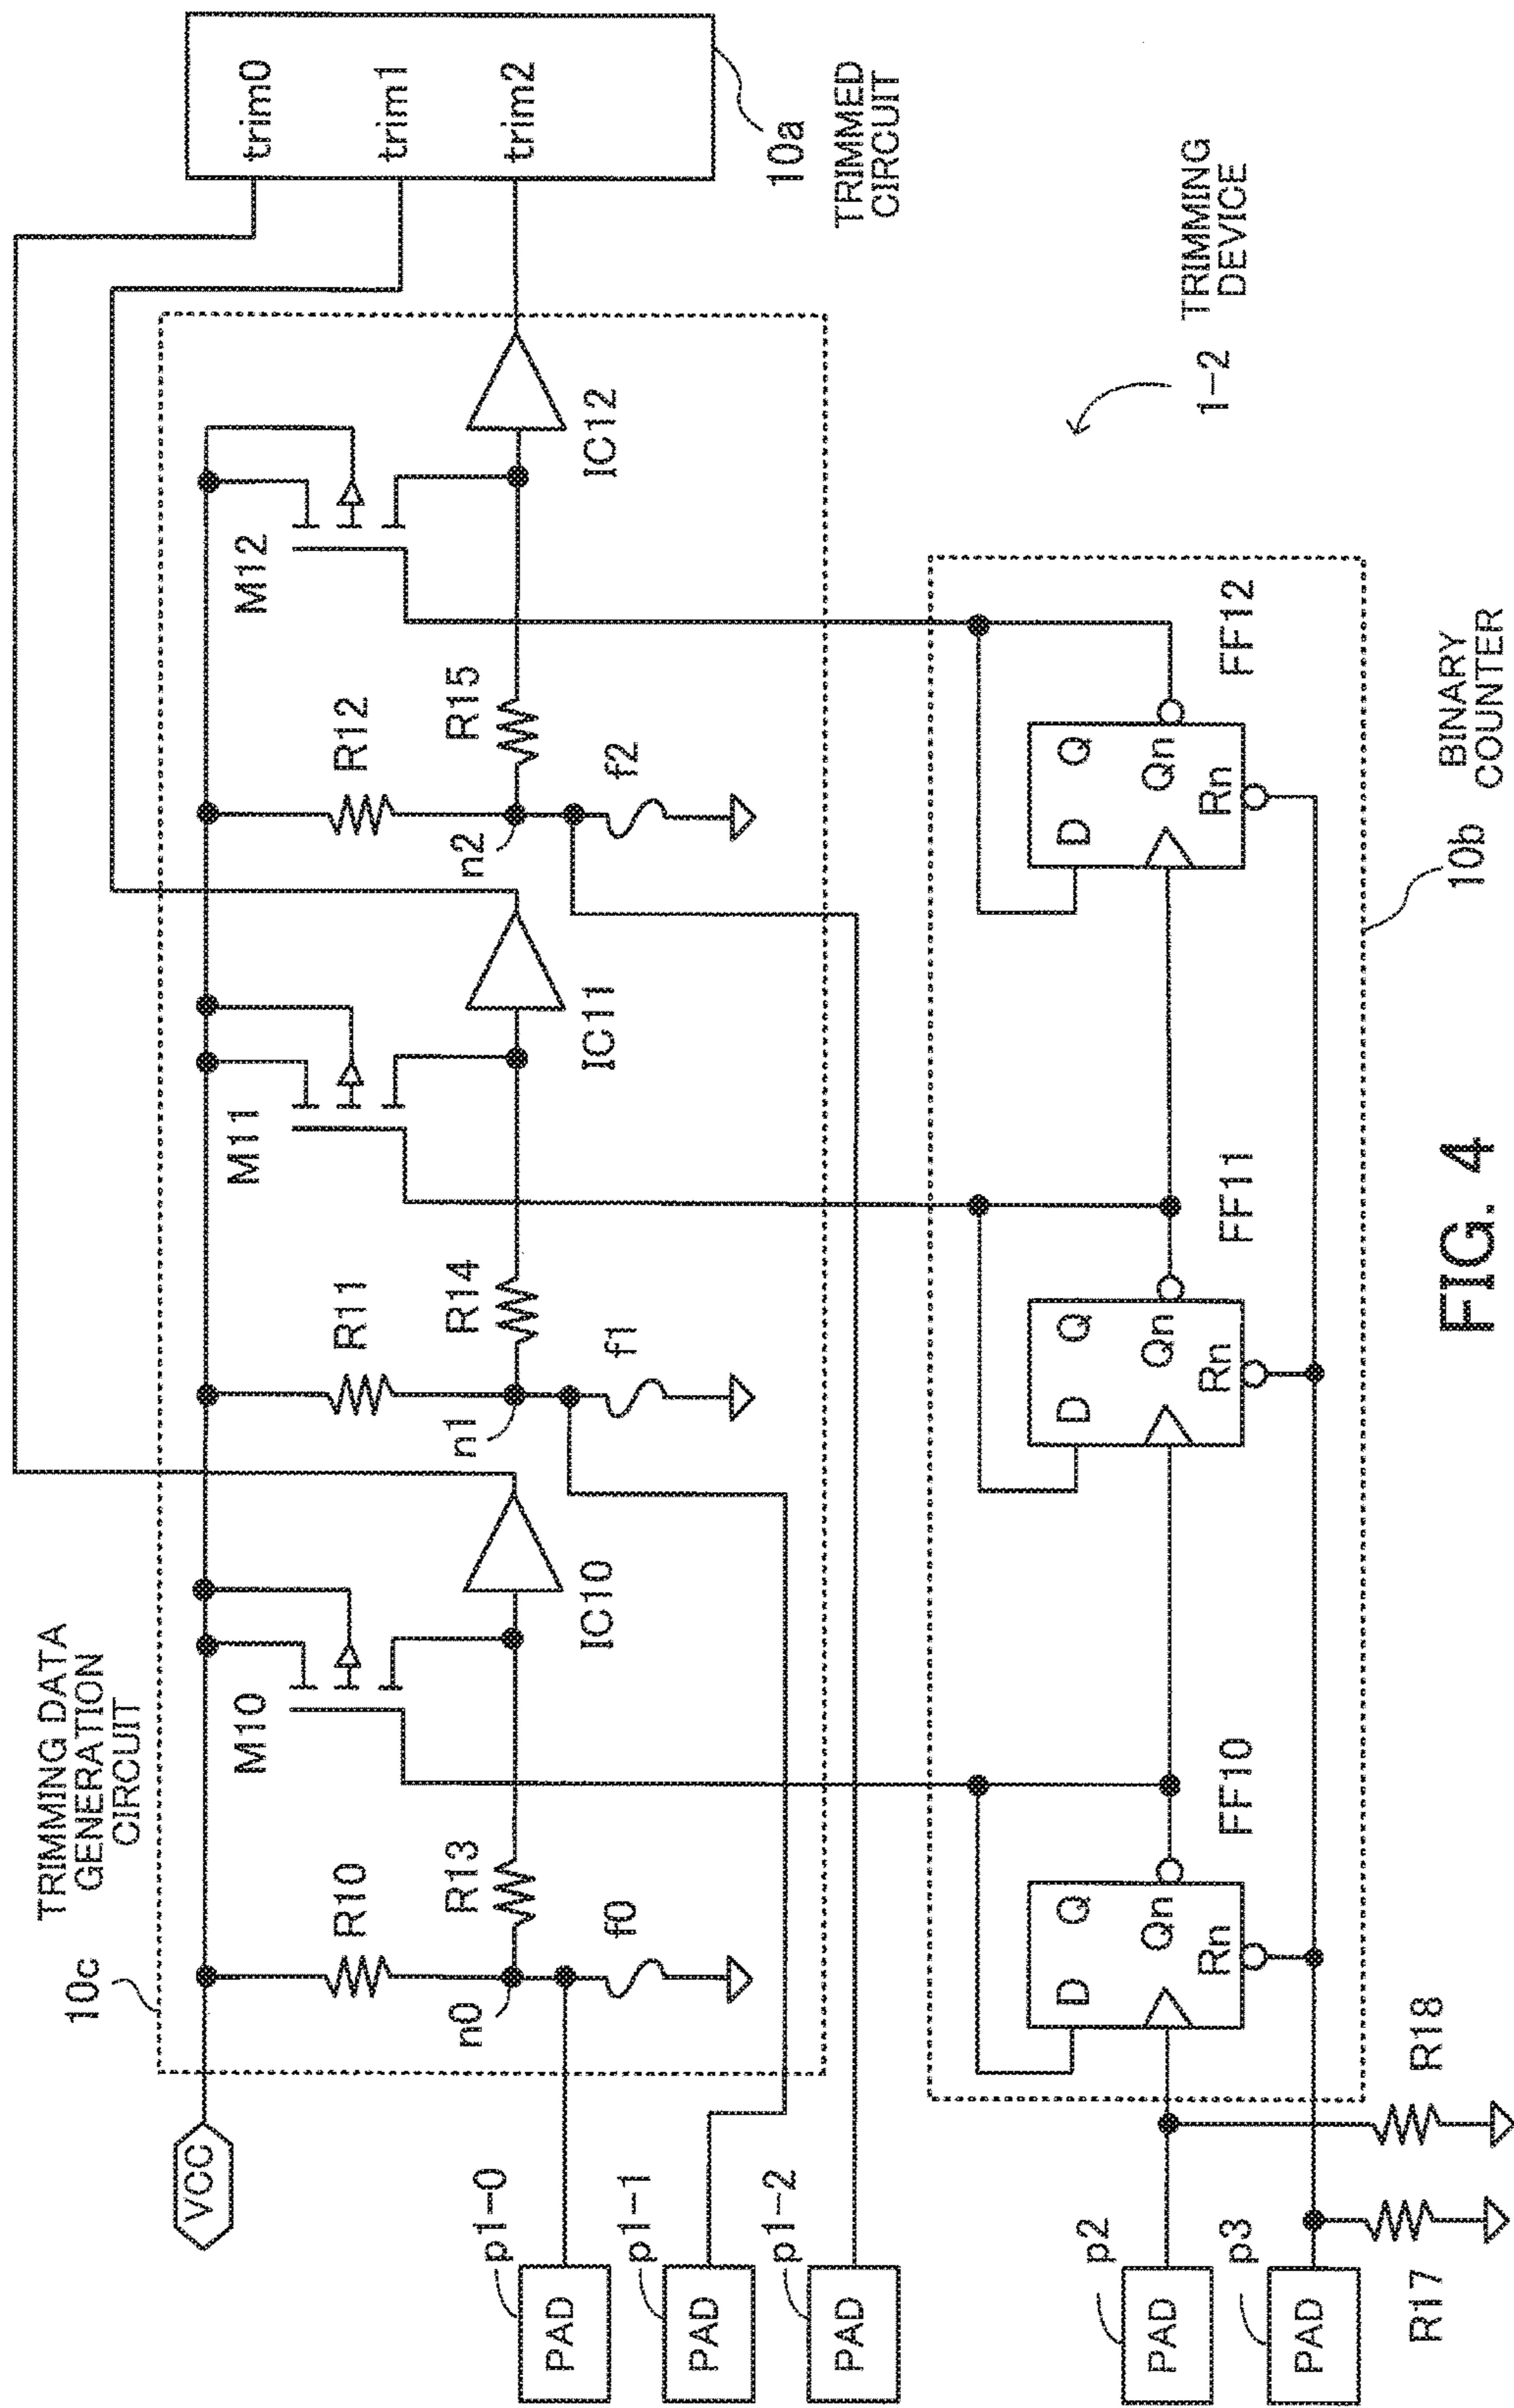 TRIMMING DATA
GENERATION
CIRCUIT
10c
VCC
R10
R13
n0
f0
M10
IC10
R11
R14
n1
f1
M11
IC11
R12
R15
n2
f2
M12
IC12
trim0
trim1
trim2
10a
TRIMMED
CIRCUIT
p1-0
PAD
p1-1
PAD
p1-2
PAD
p2
PAD
p3
PAD
R17
R18
D Q
Qn
Rn
FF10
D Q
Qn
Rn
FF11
D Q
Qn
Rn
FF12
1-2
TRIMMING
DEVICE
10b
BINARY
COUNTER
FIG. 4